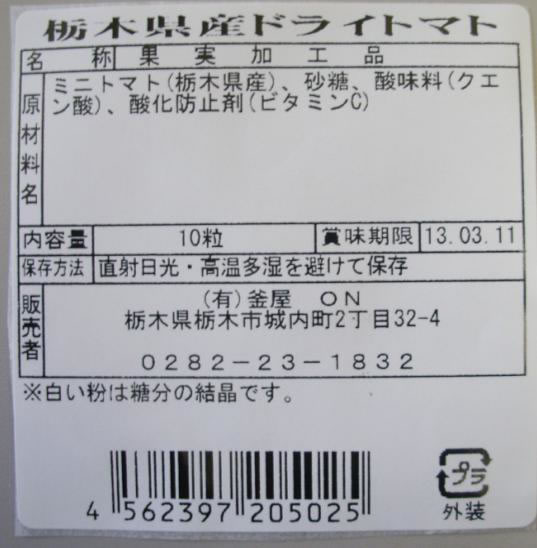 栃木県産ドライトマト
名称 果実加工品
原材料名 ミニトマト(栃木県産)、砂糖、酸味料(クエ
ン酸)、酸化防止剤(ビタミンC)
内容量 10粒 賞味期限 13.03.11
保存方法 直射日光・高温多湿を避けて保存
販売者 (有)釜屋 ON
栃木県栃木市城内町2丁目32-4
0282-23-1832
※白い粉は糖分の結晶です。
4 562397 205025
プラ
外装